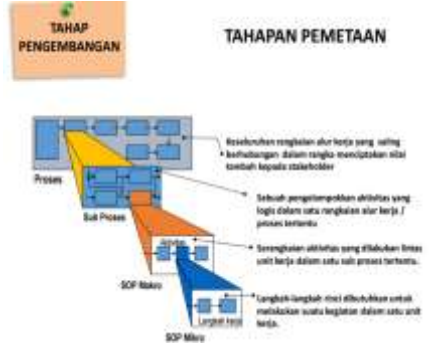 TAHAP
PENGEMBANGAN
TAHAPAN PEMETAAN
Keseluruhan rangkaian alur kerja yang saling
berhubungan dalam rangka menciptakan nilai
tambah kepada stakeholder
Proses
Sebuah pengelompokkan aktivitas yang
logis dalam satu rangkaian alur kerja /
proses tertentu
Sub Proses
Aktivitas
Serangkaian aktivitas yang dilakukan lintas
unit kerja dalam satu sub proses tertentu.
SOP Makro
Langkah-langkah rinci dibutuhkan untuk
melakukan suatu kegiatan dalam satu unit
kerja.
Langkah kerja
SOP Mikro